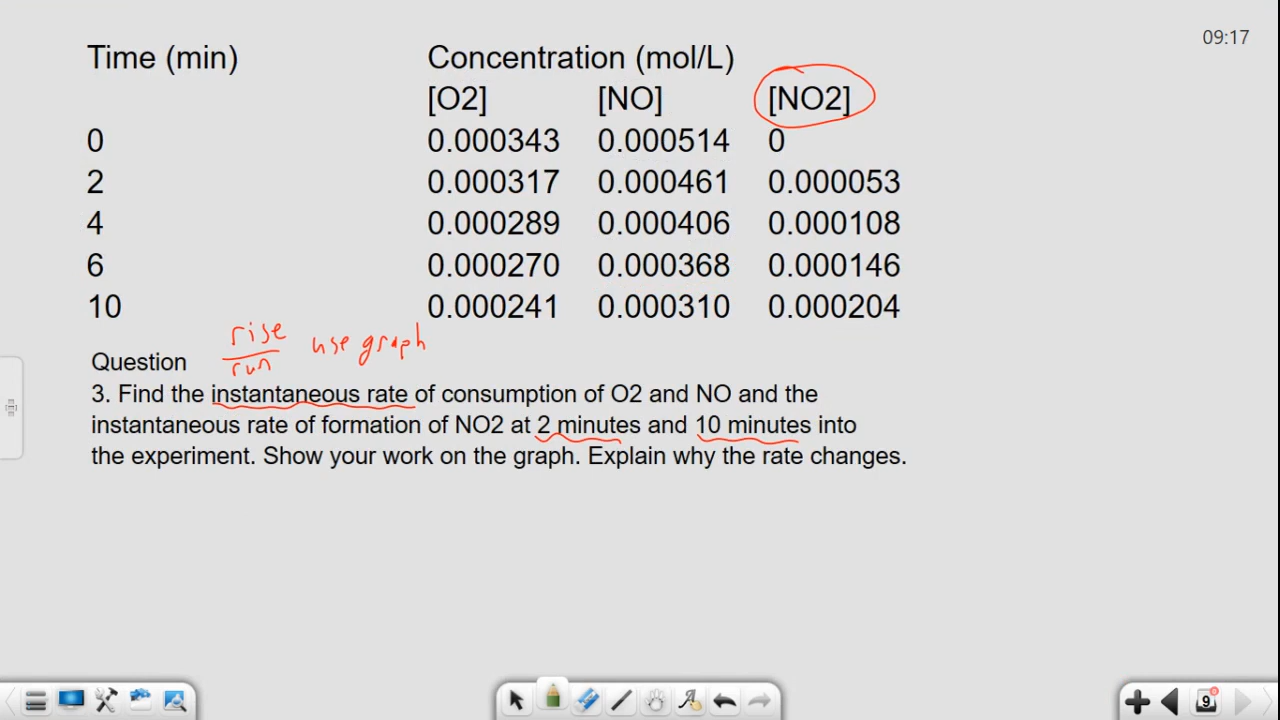 09:17
Time (min) Concentration (mol/L)
[O2] [NO] [NO2]
0 0.000343 0.000514 0
2 0.000317 0.000461 0.000053
4 0.000289 0.000406 0.000108
6 0.000270 0.000368 0.000146
10 0.000241 0.000310 0.000204
rise
run
use graph
Question
3. Find the instantaneous rate of consumption of O2 and NO and the
instantaneous rate of formation of NO2 at 2 minutes and 10 minutes into
the experiment. Show your work on the graph. Explain why the rate changes.
9